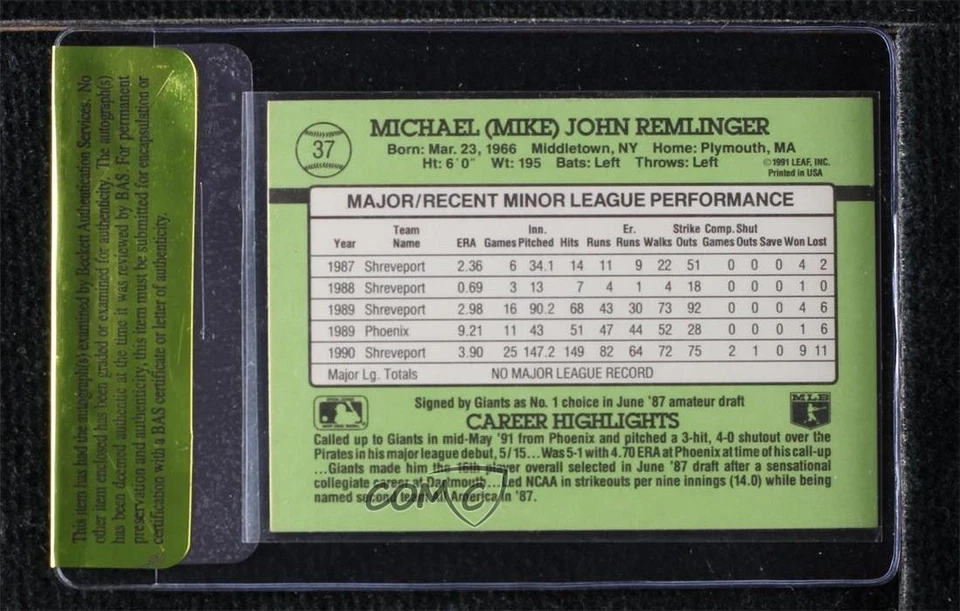 This item has had the autograph(s) examined by Beckett Authentication Services. No
other item enclosed has been graded or examined for authenticity. The autograph(s)
has been deemed authentic at the time it was reviewed by BAS. For permanent
preservation and authenticity, this item must be submitted for encapsulation or
certification with a BAS certificate or letter of authenticity.
37
MICHAEL (MIKE) JOHN REMLINGER
Born: Mar. 23, 1966 Middletown, NY Home: Plymouth, MA
Ht: 6'0" Wt: 195 Bats: Left Throws: Left
©1991 LEAF, INC.
Printed in USA
MAJOR/RECENT MINOR LEAGUE PERFORMANCE
Year Team Name ERA Games Inn. Pitched Hits Runs Er. Runs Walks Strike Outs Comp. Games Shut Outs Save Won Lost
1987 Shreveport 2.36 6 34.1 14 11 9 22 51 0 0 0 4 2
1988 Shreveport 0.69 3 13 7 4 1 4 18 0 0 0 1 0
1989 Shreveport 2.98 16 90.2 68 43 30 73 92 0 0 0 4 6
1989 Phoenix 9.21 11 43 51 47 44 52 28 0 0 0 1 6
1990 Shreveport 3.90 25 147.2 149 82 64 72 75 2 1 0 9 11
Major Lg. Totals NO MAJOR LEAGUE RECORD
Signed by Giants as No. 1 choice in June '87 amateur draft
MLB
CAREER HIGHLIGHTS
Called up to Giants in mid-May '91 from Phoenix and pitched a 3-hit, 4-0 shutout over the
Pirates in his major league debut, 5/15...Was 5-1 with 4.70 ERA at Phoenix at time of his call-up
...Giants made him the 16th player overall selected in June '87 draft after a sensational
collegiate career at Dartmouth...Led NCAA in strikeouts per nine innings (14.0) while being
named second team All-America in '87.
COMC